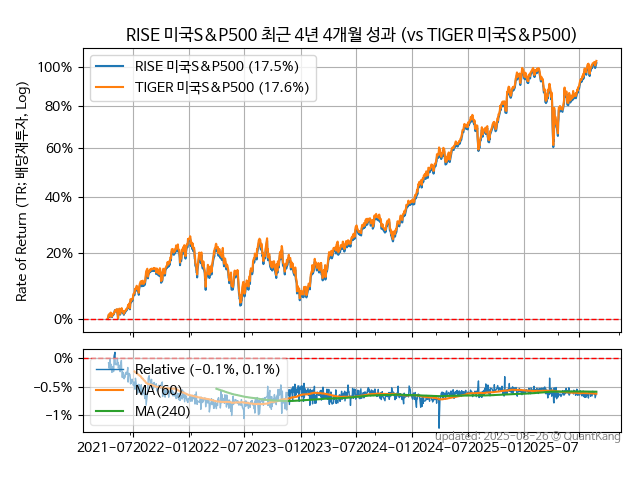 RISE 미국S&P500 최근 4년 4개월 성과 (vs TIGER 미국S&P500)
Rate of Return (TR; 배당재투자, Log)
100%
80%
60%
40%
20%
0%
RISE 미국S&P500 (17.5%)
TIGER 미국S&P500 (17.6%)
0%
−0.5%
−1%
Relative (−0.1%, 0.1%)
MA(60)
MA(240)
2021-07 2022-01 2022-07 2023-01 2023-07 2024-01 2024-07 2025-01 2025-07
updated: 2025-08-26 © QuantKang